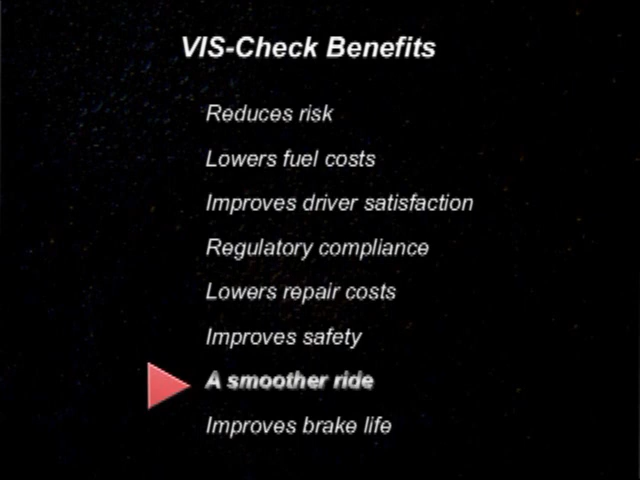 VIS-Check Benefits
Reduces risk
Lowers fuel costs
Improves driver satisfaction
Regulatory compliance
Lowers repair costs
Improves safety
A smoother ride
Improves brake life